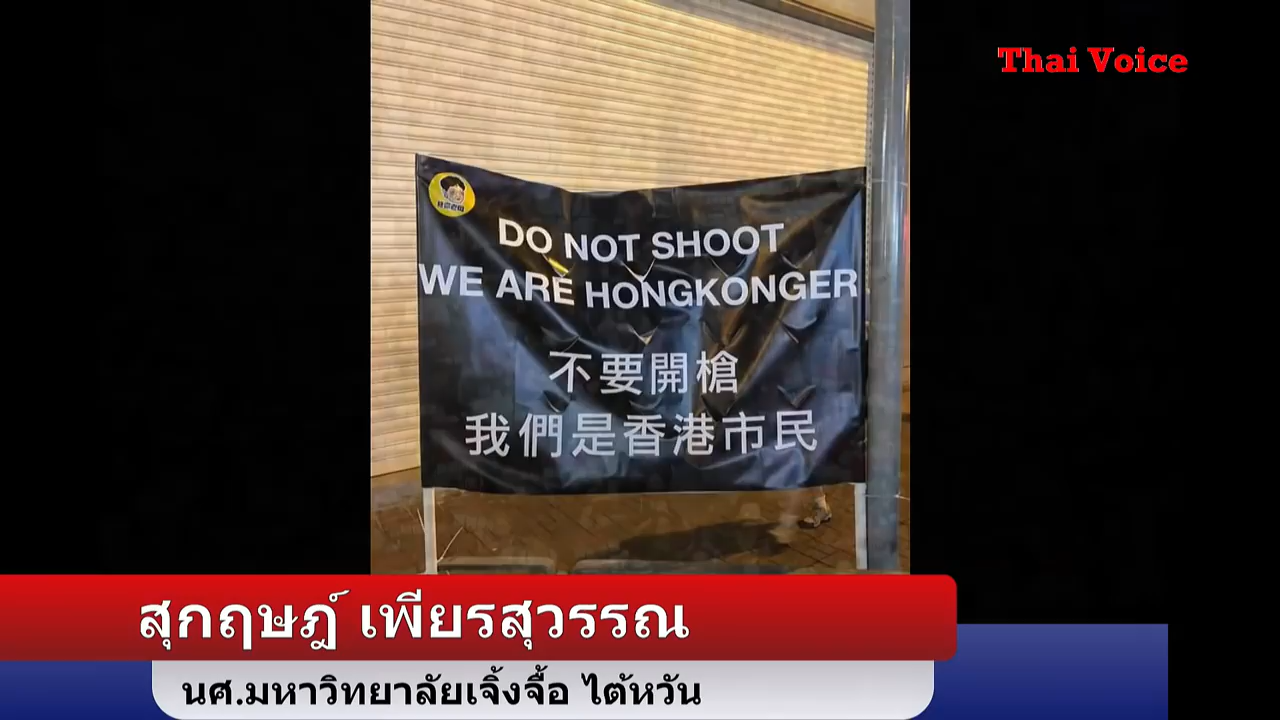 Thai Voice
DO NOT SHOOT
WE ARE HONGKONGER
不要開槍
我們是香港市民
สุกฤษฎ์ เพียรสุวรรณ
นศ.มหาวิทยาลัยเจิ้งจื้อ ไต้หวัน